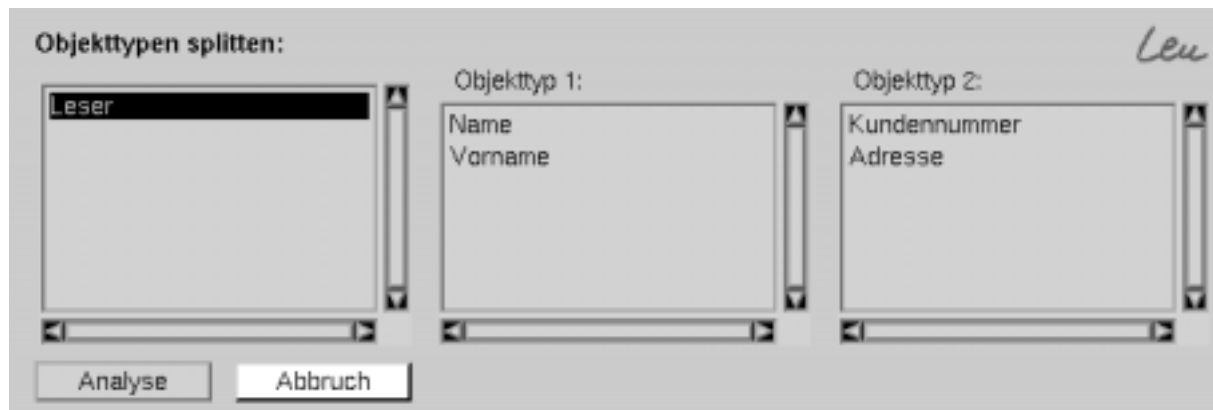 Objekttypen splitten:
Leu
Leser
Objekttyp 1:
Name
Vorname
Objekttyp 2:
Kundennummer
Adresse
Analyse
Abbruch